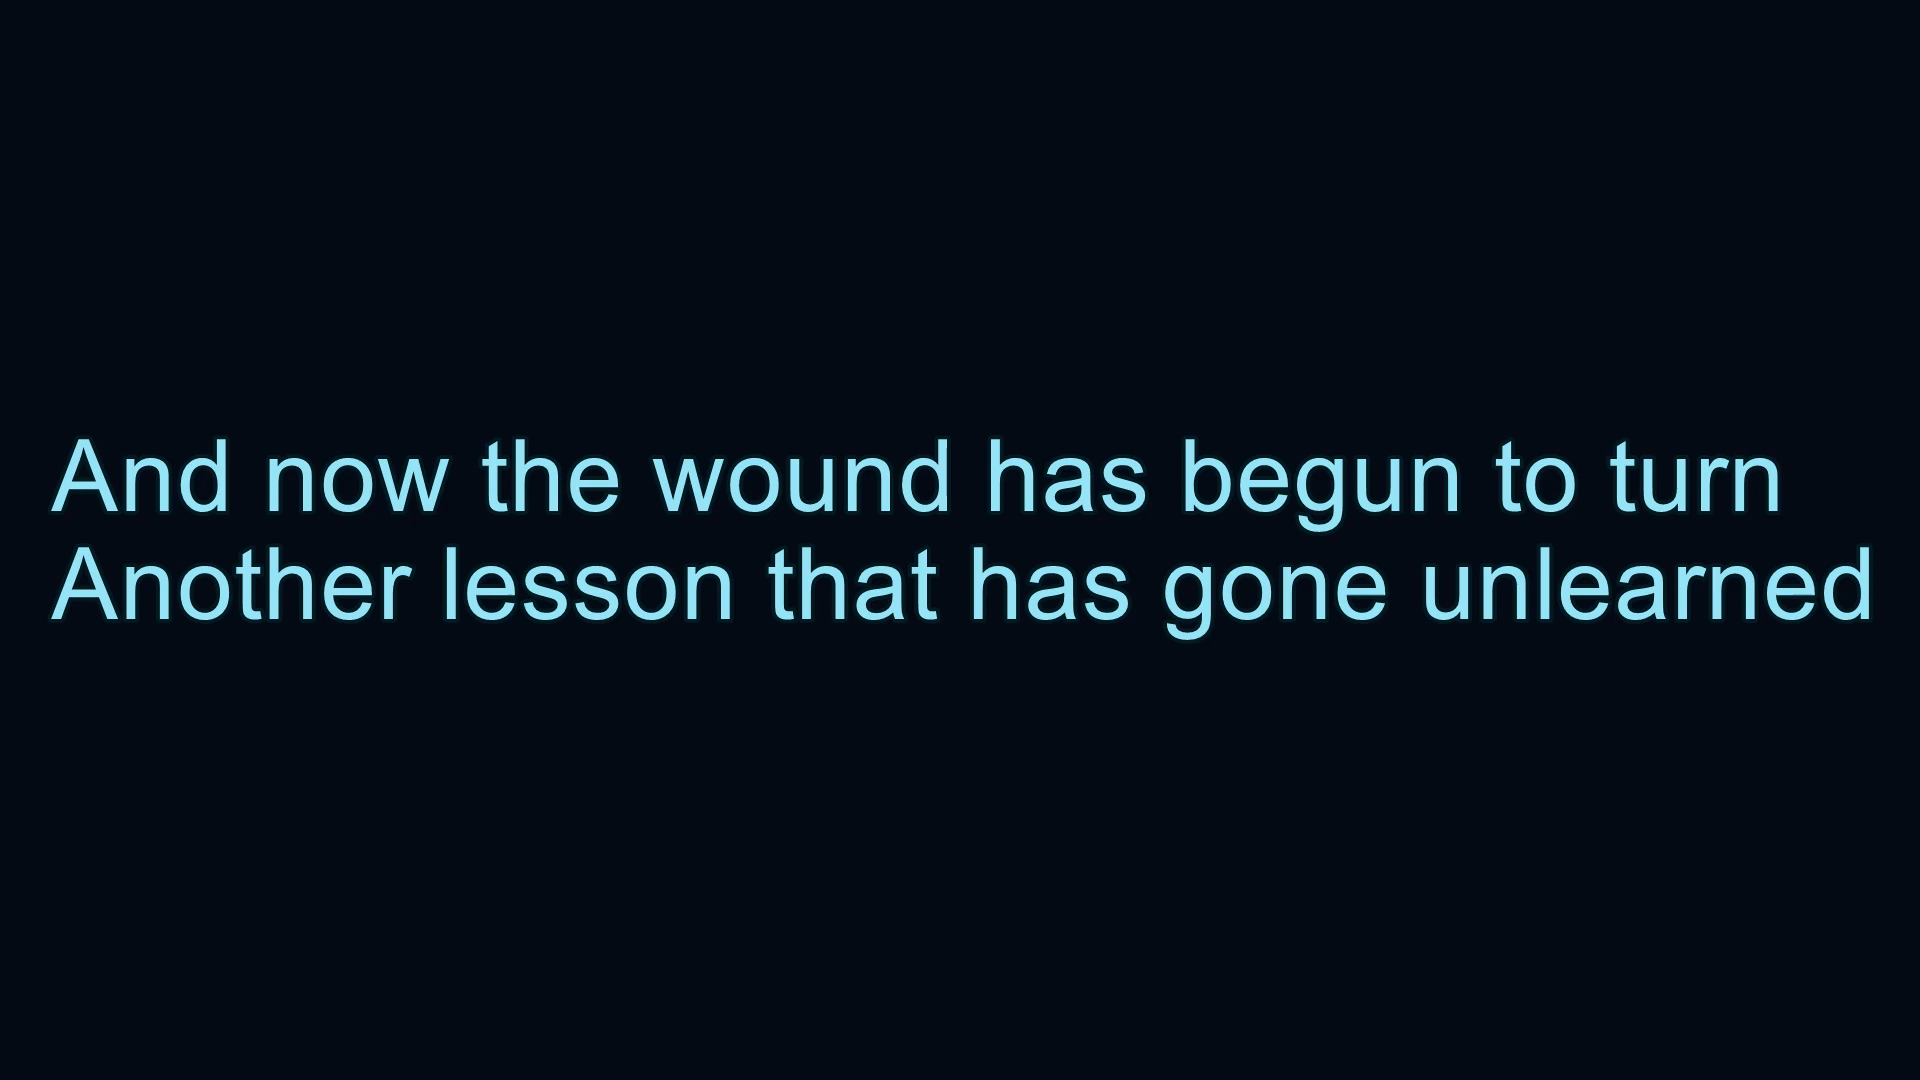 And now the wound has begun to turn
Another lesson that has gone unlearned